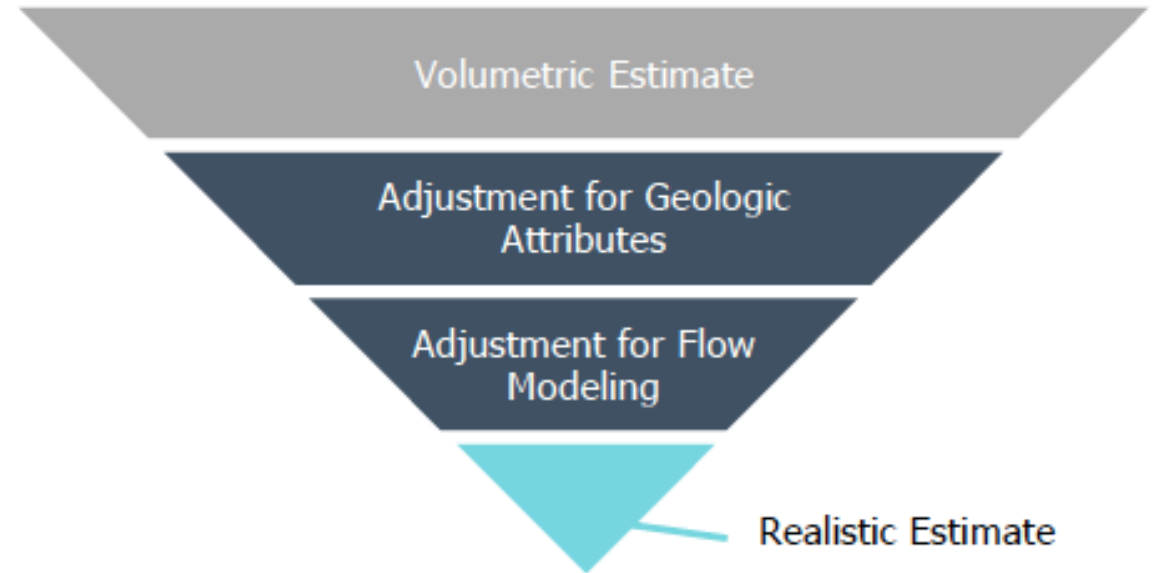 Volumetric Estimate
Adjustment for Geologic
Attributes
Adjustment for Flow
Modeling
Realistic Estimate